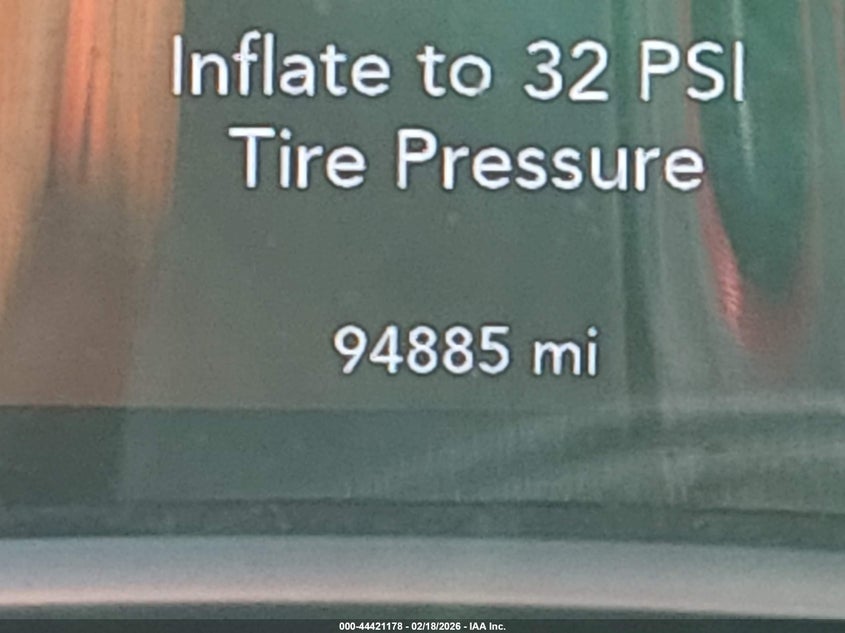 Inflate to 32 PSI
Tire Pressure
94885 mi
000-44421178 - 02/18/2026 - IAA Inc.